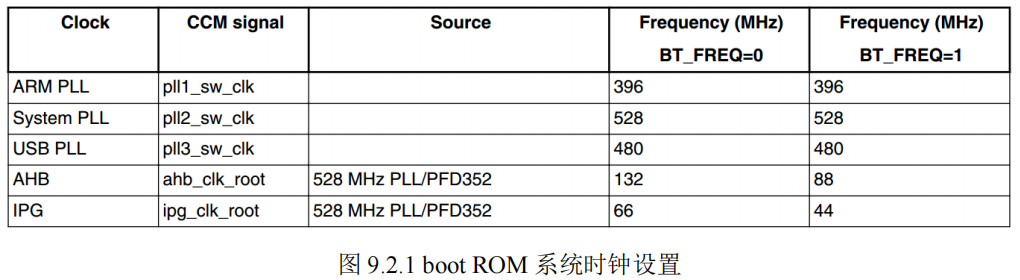 Clock CCM signal Source Frequency (MHz) Frequency (MHz)
BT_FREQ=0 BT_FREQ=1
ARM PLL pll1_sw_clk 396 396
System PLL pll2_sw_clk 528 528
USB PLL pll3_sw_clk 480 480
AHB ahb_clk_root 528 MHz PLL/PFD352 132 88
IPG ipg_clk_root 528 MHz PLL/PFD352 66 44
图 9.2.1 boot ROM 系统时钟设置